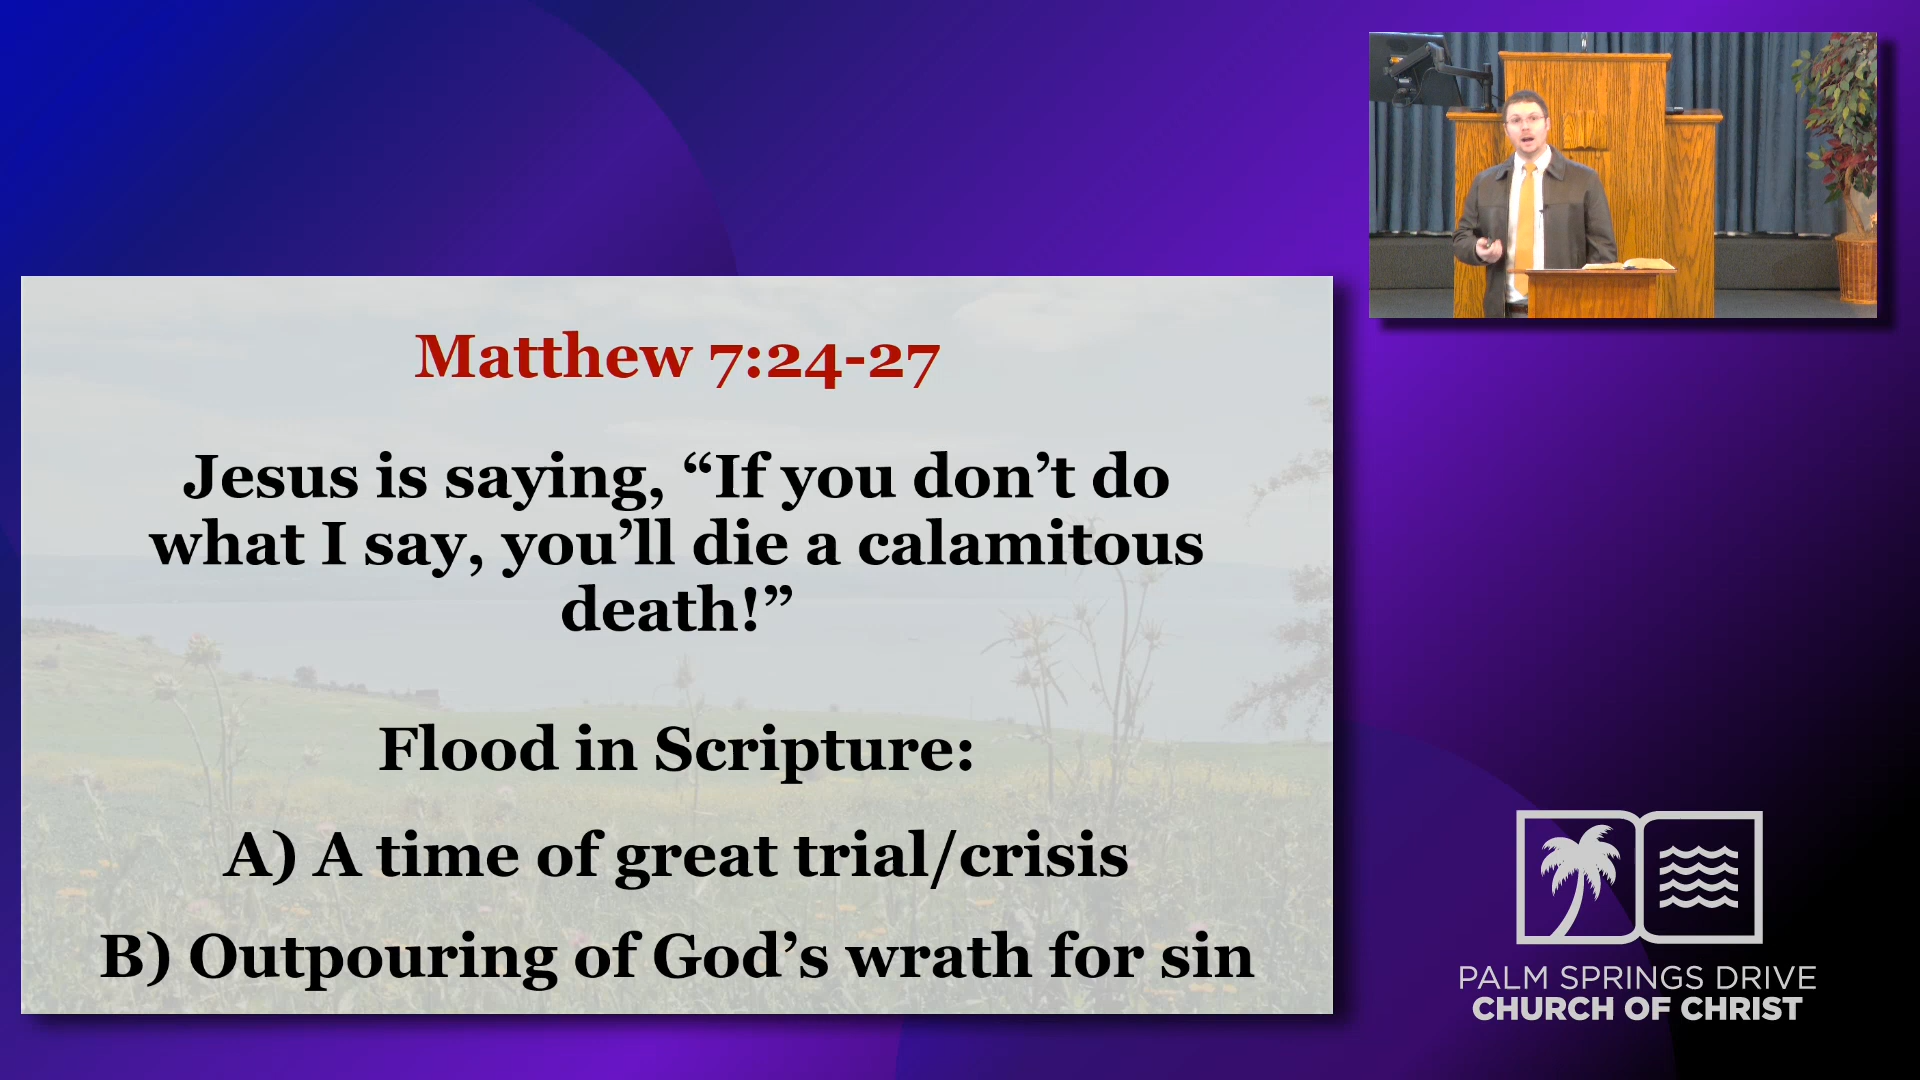 Matthew 7:24-27
Jesus is saying, “If you don’t do
what I say, you’ll die a calamitous
death!”
Flood in Scripture:
A) A time of great trial/crisis
B) Outpouring of God’s wrath for sin
PALM SPRINGS DRIVE
CHURCH OF CHRIST